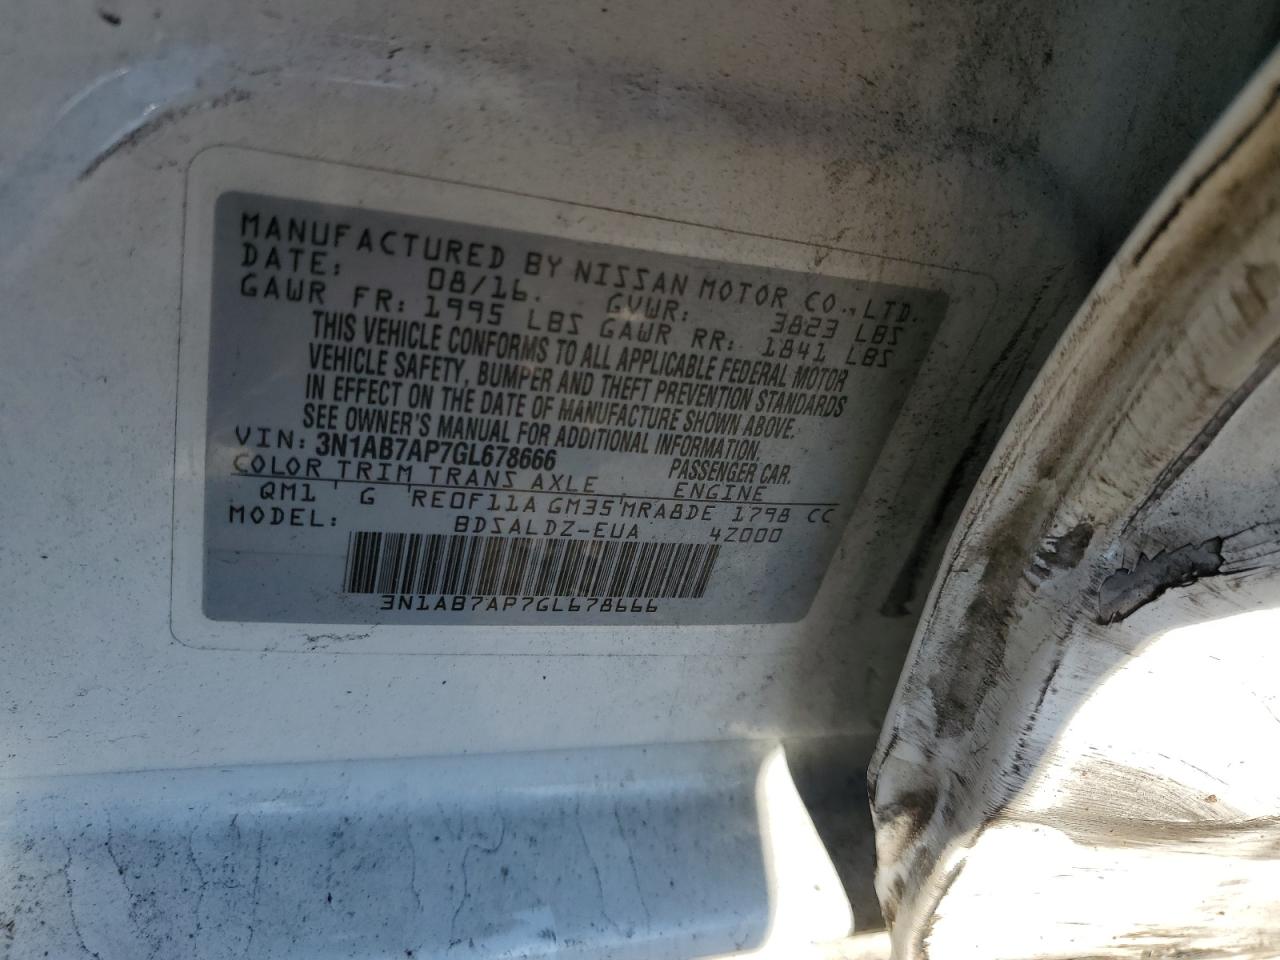 MANUFACTURED BY NISSAN MOTOR CO., LTD.
DATE: 08/16. GVWR: 3823 LBS
GAWR FR: 1995 LBS GAWR RR: 1841 LBS
THIS VEHICLE CONFORMS TO ALL APPLICABLE FEDERAL MOTOR
VEHICLE SAFETY, BUMPER AND THEFT PREVENTION STANDARDS
IN EFFECT ON THE DATE OF MANUFACTURE SHOWN ABOVE.
SEE OWNER'S MANUAL FOR ADDITIONAL INFORMATION.
VIN: 3N1AB7AP7GL678666 PASSENGER CAR.
COLOR TRIM TRANS AXLE ENGINE
QM1 G RE0F11A GM35 MRA8DE 1798 CC
MODEL: BDSALDZ-EUA 4Z000
3N1AB7AP7GL678666